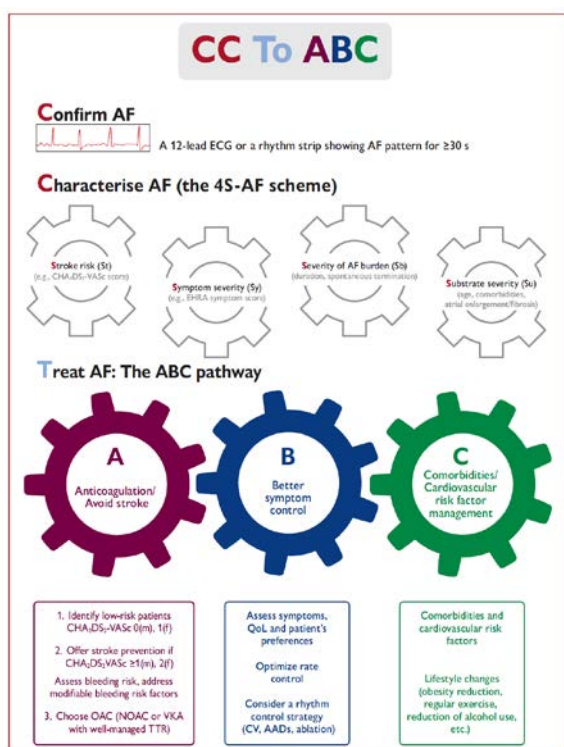 CC To ABC
Confirm AF
A 12-lead ECG or a rhythm strip showing AF pattern for ≥30 s
Characterise AF (the 4S-AF scheme)
Stroke risk (St)
(e.g., CHA₂DS₂-VASc score)
Symptom severity (Sy)
(e.g., EHRA symptom score)
Severity of AF burden (Sb)
(duration, spontaneous termination)
Substrate severity (Su)
(age, comorbidities,
atrial enlargement/fibrosis)
Treat AF: The ABC pathway
A
Anticoagulation/
Avoid stroke
B
Better
symptom
control
C
Comorbidities/
Cardiovascular
risk factor
management
1. Identify low-risk patients
CHA₂DS₂-VASc 0(m), 1(f)
2. Offer stroke prevention if
CHA₂DS₂VASc ≥1(m), 2(f)
Assess bleeding risk, address
modifiable bleeding risk factors
3. Choose OAC (NOAC or VKA
with well-managed TTR)
Assess symptoms,
QoL and patient's
preferences
Optimize rate
control
Consider a rhythm
control strategy
(CV, AADs, ablation)
Comorbidities and
cardiovascular risk
factors
Lifestyle changes
(obesity reduction,
regular exercise,
reduction of alcohol use,
etc.)